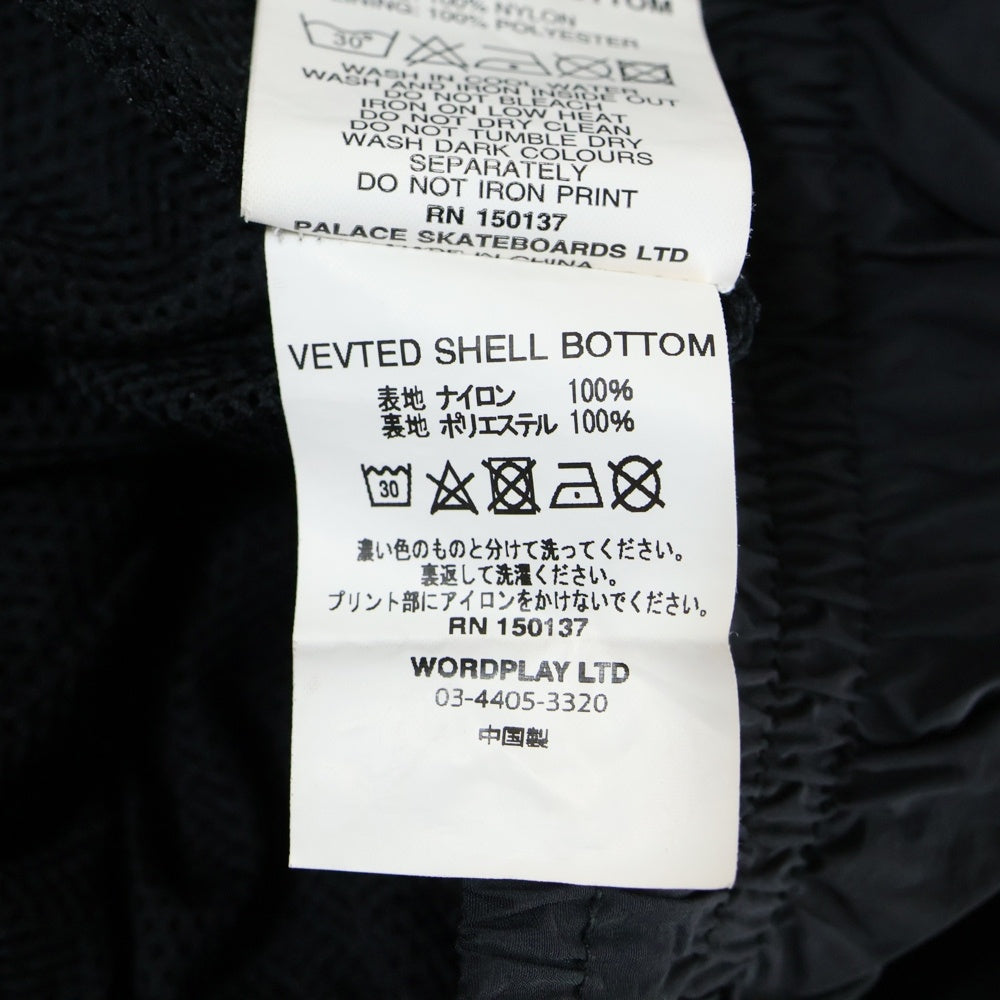 BOTTOM
100% NYLON
LINING: 100% POLYESTER
30°
WASH IN COOL WATER
WASH AND IRON INSIDE OUT
DO NOT BLEACH
IRON ON LOW HEAT
DO NOT DRY CLEAN
DO NOT TUMBLE DRY
WASH DARK COLOURS
SEPARATELY
DO NOT IRON PRINT
RN 150137
PALACE SKATEBOARDS LTD
MADE IN CHINA
VEVTED SHELL BOTTOM
表地 ナイロン 100%
裏地 ポリエステル 100%
30
濃い色のものと分けて洗ってください。
裏返して洗濯ください。
プリント部にアイロンをかけないでください。
RN 150137
WORDPLAY LTD
03-4405-3320
中国製